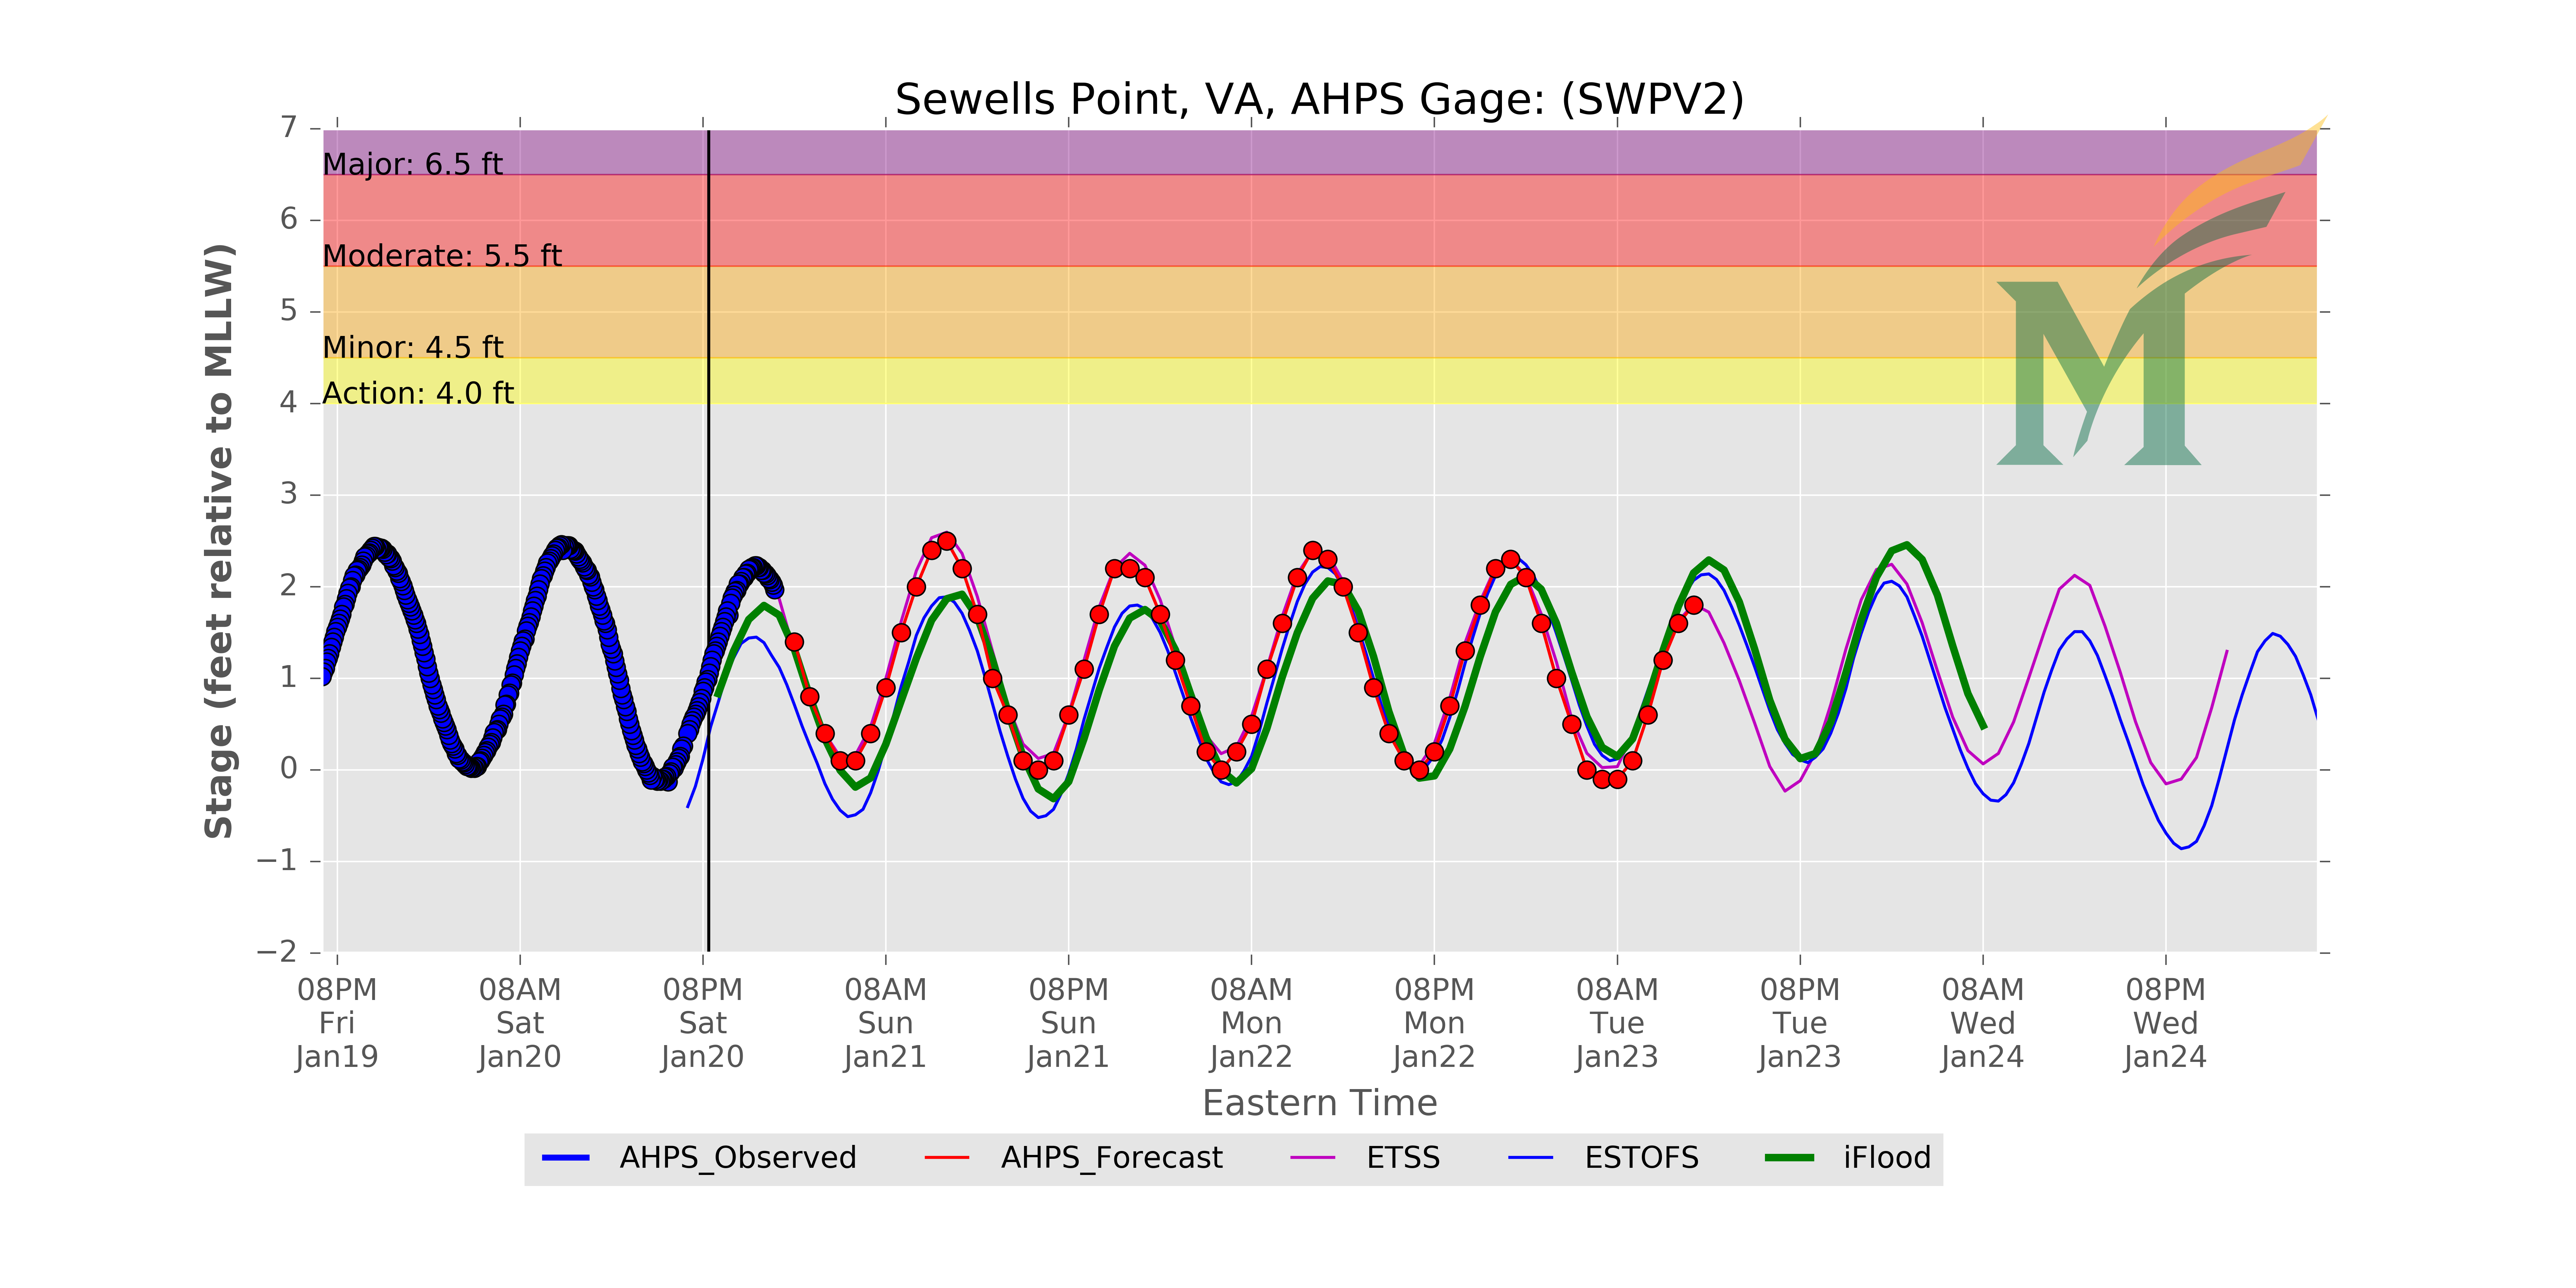 Sewells Point, VA, AHPS Gage: (SWPV2)
7
Major: 6.5 ft
6
Moderate: 5.5 ft
5
Minor: 4.5 ft
Action: 4.0 ft
4
3
2
1
0
−1
−2
Stage (feet relative to MLLW)
M
08PM 08AM 08PM 08AM 08PM 08AM 08PM 08AM 08PM 08AM 08PM
Fri Sat Sat Sun Sun Mon Mon Tue Tue Wed Wed
Jan19 Jan20 Jan20 Jan21 Jan21 Jan22 Jan22 Jan23 Jan23 Jan24 Jan24
Eastern Time
AHPS_Observed AHPS_Forecast ETSS ESTOFS iFlood